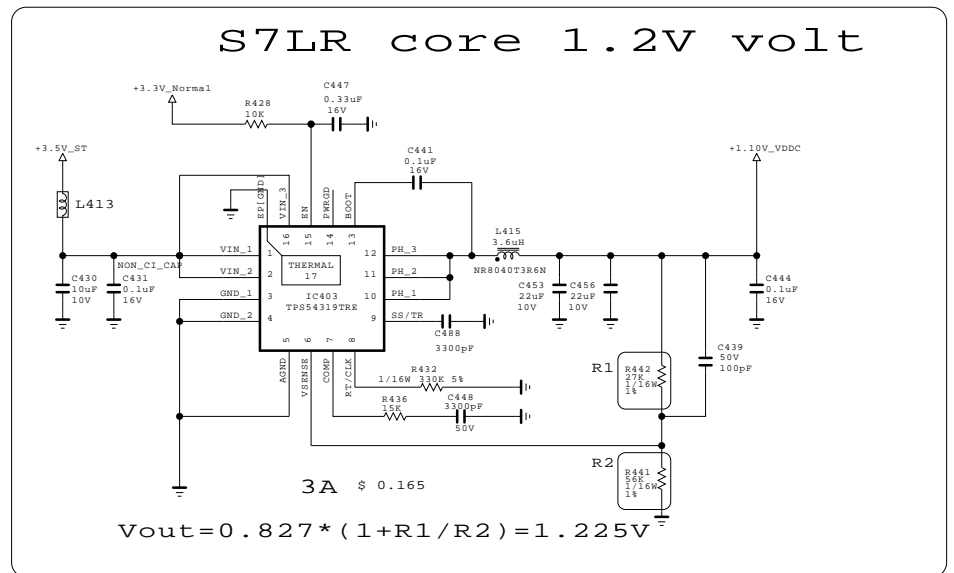 S7LR core 1.2V volt
+3.3V_Normal
R428
10K
C447
0.33uF
16V
+3.5V_ST
L413
C441
0.1uF
16V
+1.10V_VDDC
EP[GND]
VIN_3
EN
PWRGD
BOOT
16
15
14
13
VIN_1
1
NON_CI_CAP
VIN_2
2
GND_1
3
GND_2
4
THERMAL
17
IC403
TPS54319TRE
12
PH_3
11
PH_2
10
PH_1
9
SS/TR
5
6
7
8
AGND
VSENSE
COMP
RT/CLK
C430
10uF
10V
C431
0.1uF
16V
L415
3.6uH
NR8040T3R6N
C453
22uF
10V
C456
22uF
10V
C444
0.1uF
16V
C488
3300pF
C439
50V
100pF
R1
R442
27K
1/16W
1%
R432
1/16W 330K 5%
R436
15K
C448
3300pF
50V
R2
R441
56K
1/16W
1%
3A $ 0.165
Vout=0.827*(1+R1/R2)=1.225V